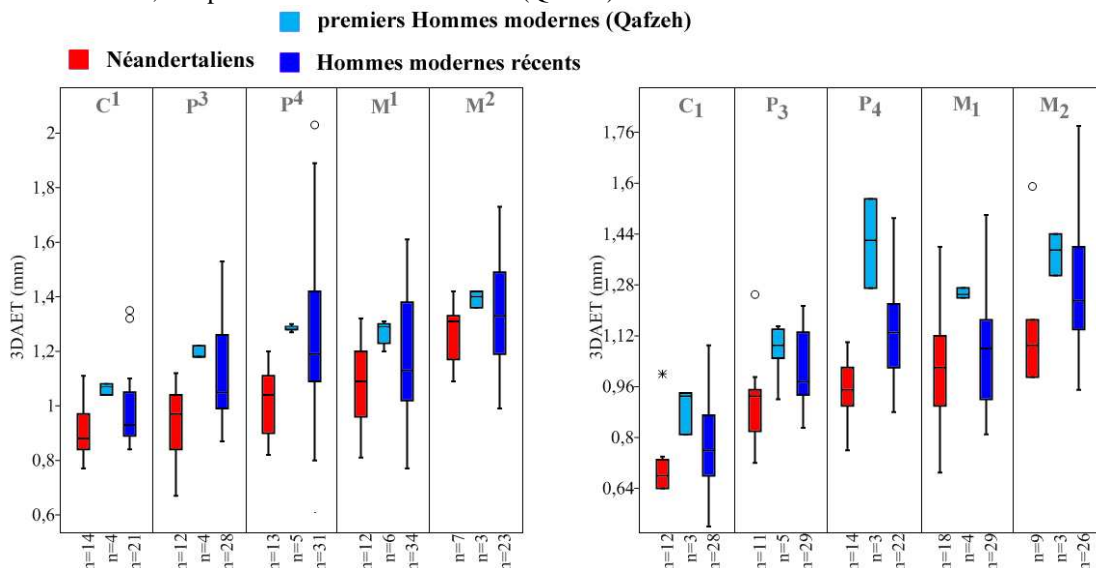 premiers Hommes modernes (Qafzeh)
Néandertaliens
Hommes modernes récents
C1
P3
P4
M1
M2
2
1,8
1,6
1,4
1,2
1
0,8
0,6
3DAET (mm)
n=14
n=4
n=21
n=12
n=4
n=28
n=13
n=5
n=31
n=12
n=6
n=34
n=7
n=3
n=23
C1
P3
P4
M1
M2
1,76
1,6
1,44
1,28
1,12
0,96
0,8
0,64
3DAET (mm)
n=12
n=3
n=28
n=11
n=5
n=29
n=14
n=3
n=22
n=18
n=4
n=29
n=9
n=3
n=26